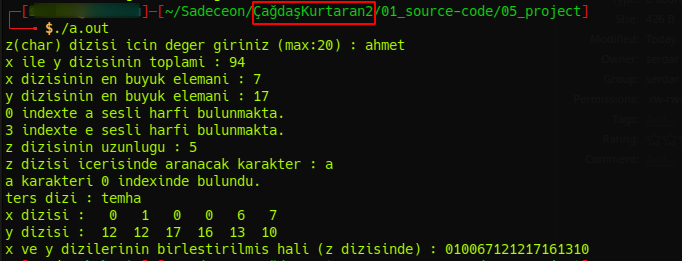 [~/Sadeceon/ÇağdaşKurtaran2/01_source-code/05_project]
$./a.out
z(char) dizisi icin deger giriniz (max:20) : ahmet
x ile y dizisinin toplami : 94
x dizisinin en buyuk elemani : 7
y dizisinin en buyuk elemani : 17
0 indexte a sesli harfi bulunmakta.
3 indexte e sesli harfi bulunmakta.
z dizisinin uzunlugu : 5
z dizisi icerisinde aranacak karakter : a
a karakteri 0 indexinde bulundu.
ters dizi : temha
x dizisi :   0   1   0   0   6   7
y dizisi :  12  12  17  16  13  10
x ve y dizilerinin birlestirilmis hali (z dizisinde) : 010067121217161310